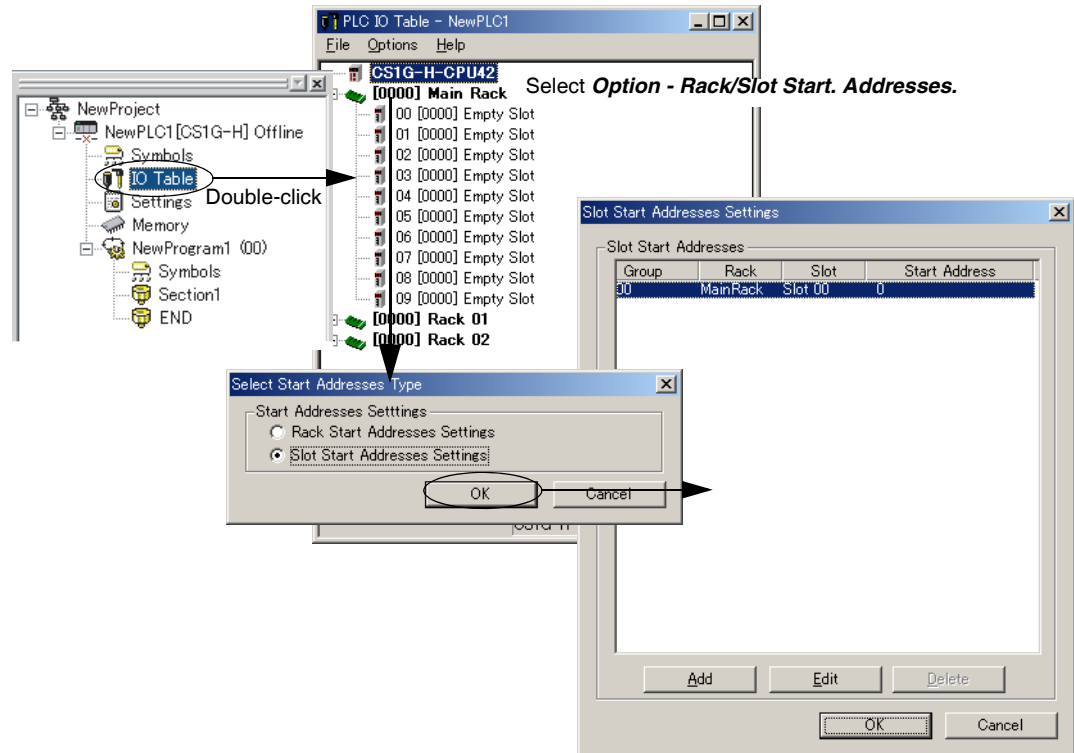 PLC IO Table - NewPLC1
File Options Help
CS1G-H-CPU42
[0000] Main Rack
00 [0000] Empty Slot
01 [0000] Empty Slot
02 [0000] Empty Slot
03 [0000] Empty Slot
04 [0000] Empty Slot
05 [0000] Empty Slot
06 [0000] Empty Slot
07 [0000] Empty Slot
08 [0000] Empty Slot
09 [0000] Empty Slot
[0000] Rack 01
[0000] Rack 02
Select Option - Rack/Slot Start. Addresses.
NewProject
NewPLC1[CS1G-H] Offline
Symbols
IO Table
Settings
Memory
NewProgram1 (00)
Symbols
Section1
END
Double-click
Select Start Addresses Type
Start Addresses Setttings
Rack Start Addresses Settings
Slot Start Addresses Settings
OK Cancel
Slot Start Addresses Settings
Slot Start Addresses
Group Rack Slot Start Address
00 MainRack Slot 00 0
Add Edit Delete
OK Cancel